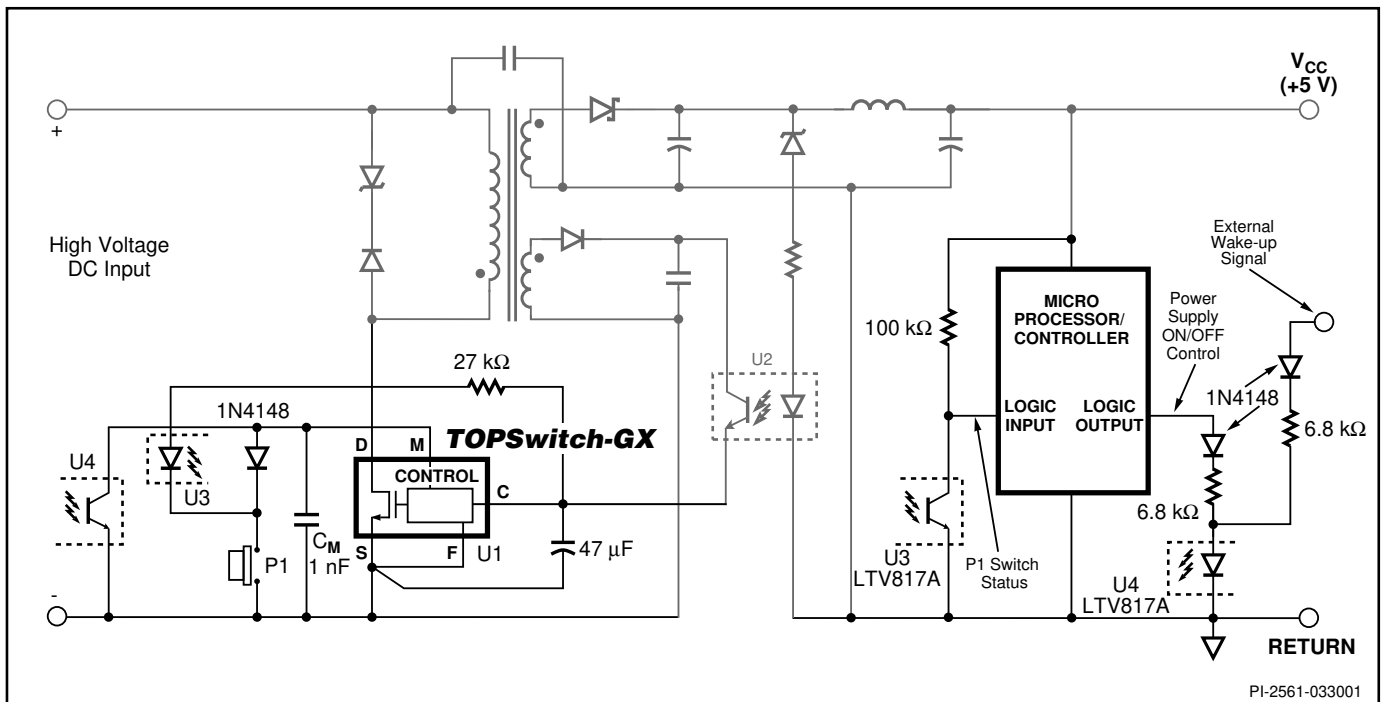 VCC
(+5 V)
+
High Voltage
DC Input
External
Wake-up
Signal
MICRO
PROCESSOR/
CONTROLLER
Power
Supply
ON/OFF
Control
100 kΩ
27 kΩ
U2
1N4148
1N4148
LOGIC
INPUT
LOGIC
OUTPUT
TOPSwitch-GX
D
M
CONTROL
C
6.8 kΩ
U4
U3
6.8 kΩ
CM
1 nF
P1
S
F
U1
47 µF
U3
LTV817A
P1 Switch
Status
U4
LTV817A
-
RETURN
PI-2561-033001